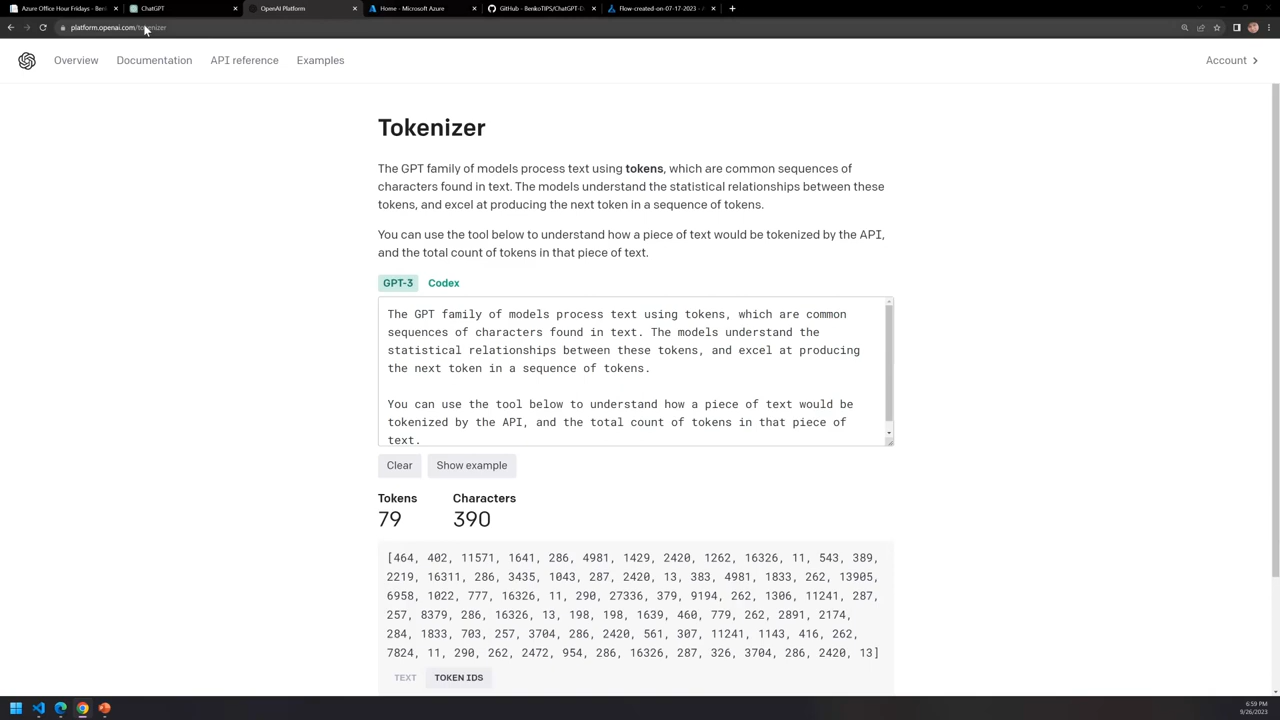 Azure Office Hour Fridays - Benko
ChatGPT
OpenAI Platform
Home - Microsoft Azure
GitHub - BenkoTIPS/ChatGPT-D
Flow-created-on-07-17-2023 -
platform.openai.com/tokenizer
Overview
Documentation
API reference
Examples
Account
Tokenizer
The GPT family of models process text using tokens, which are common sequences of
characters found in text. The models understand the statistical relationships between these
tokens, and excel at producing the next token in a sequence of tokens.
You can use the tool below to understand how a piece of text would be tokenized by the API,
and the total count of tokens in that piece of text.
GPT-3 Codex
The GPT family of models process text using tokens, which are common
sequences of characters found in text. The models understand the
statistical relationships between these tokens, and excel at producing
the next token in a sequence of tokens.
You can use the tool below to understand how a piece of text would be
tokenized by the API, and the total count of tokens in that piece of
text.
Clear Show example
Tokens Characters
79 390
[464, 402, 11571, 1641, 286, 4981, 1429, 2420, 1262, 16326, 11, 543, 389,
2219, 16311, 286, 3435, 1043, 287, 2420, 13, 383, 4981, 1833, 262, 13905,
6958, 1022, 777, 16326, 11, 290, 27336, 379, 9194, 262, 1306, 11241, 287,
257, 8379, 286, 16326, 13, 198, 198, 1639, 460, 779, 262, 2891, 2174,
284, 1833, 703, 257, 3704, 286, 2420, 561, 307, 11241, 1143, 416, 262,
7824, 11, 290, 262, 2472, 954, 286, 16326, 287, 326, 3704, 286, 2420, 13]
TEXT TOKEN IDS
6:59 PM
9/26/2023